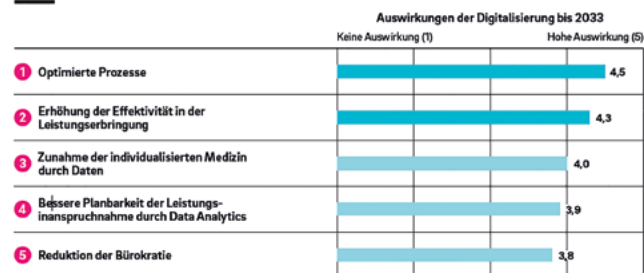 Auswirkungen der Digitalisierung bis 2033
Keine Auswirkung (1) Hohe Auswirkung (5)
1 Optimierte Prozesse 4,5
2 Erhöhung der Effektivität in der
Leistungserbringung 4,3
3 Zunahme der individualisierten Medizin
durch Daten 4,0
4 Bessere Planbarkeit der Leistungs-
inanspruchnahme durch Data Analytics 3,9
5 Reduktion der Bürokratie 3,8